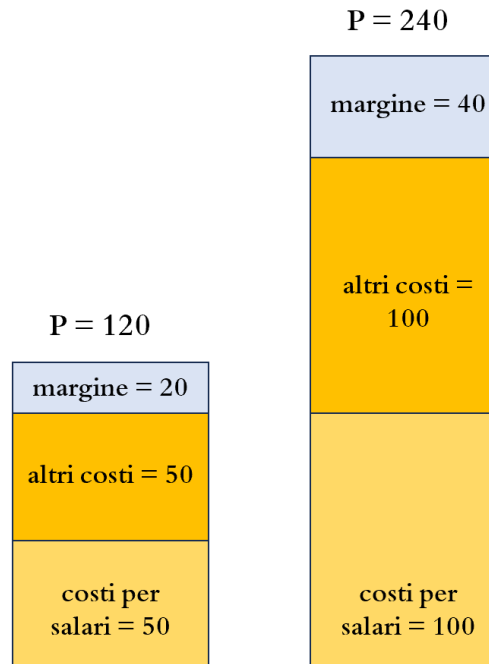 P = 120
margine = 20
altri costi = 50
costi per
salari = 50
P = 240
margine = 40
altri costi =
100
costi per
salari = 100